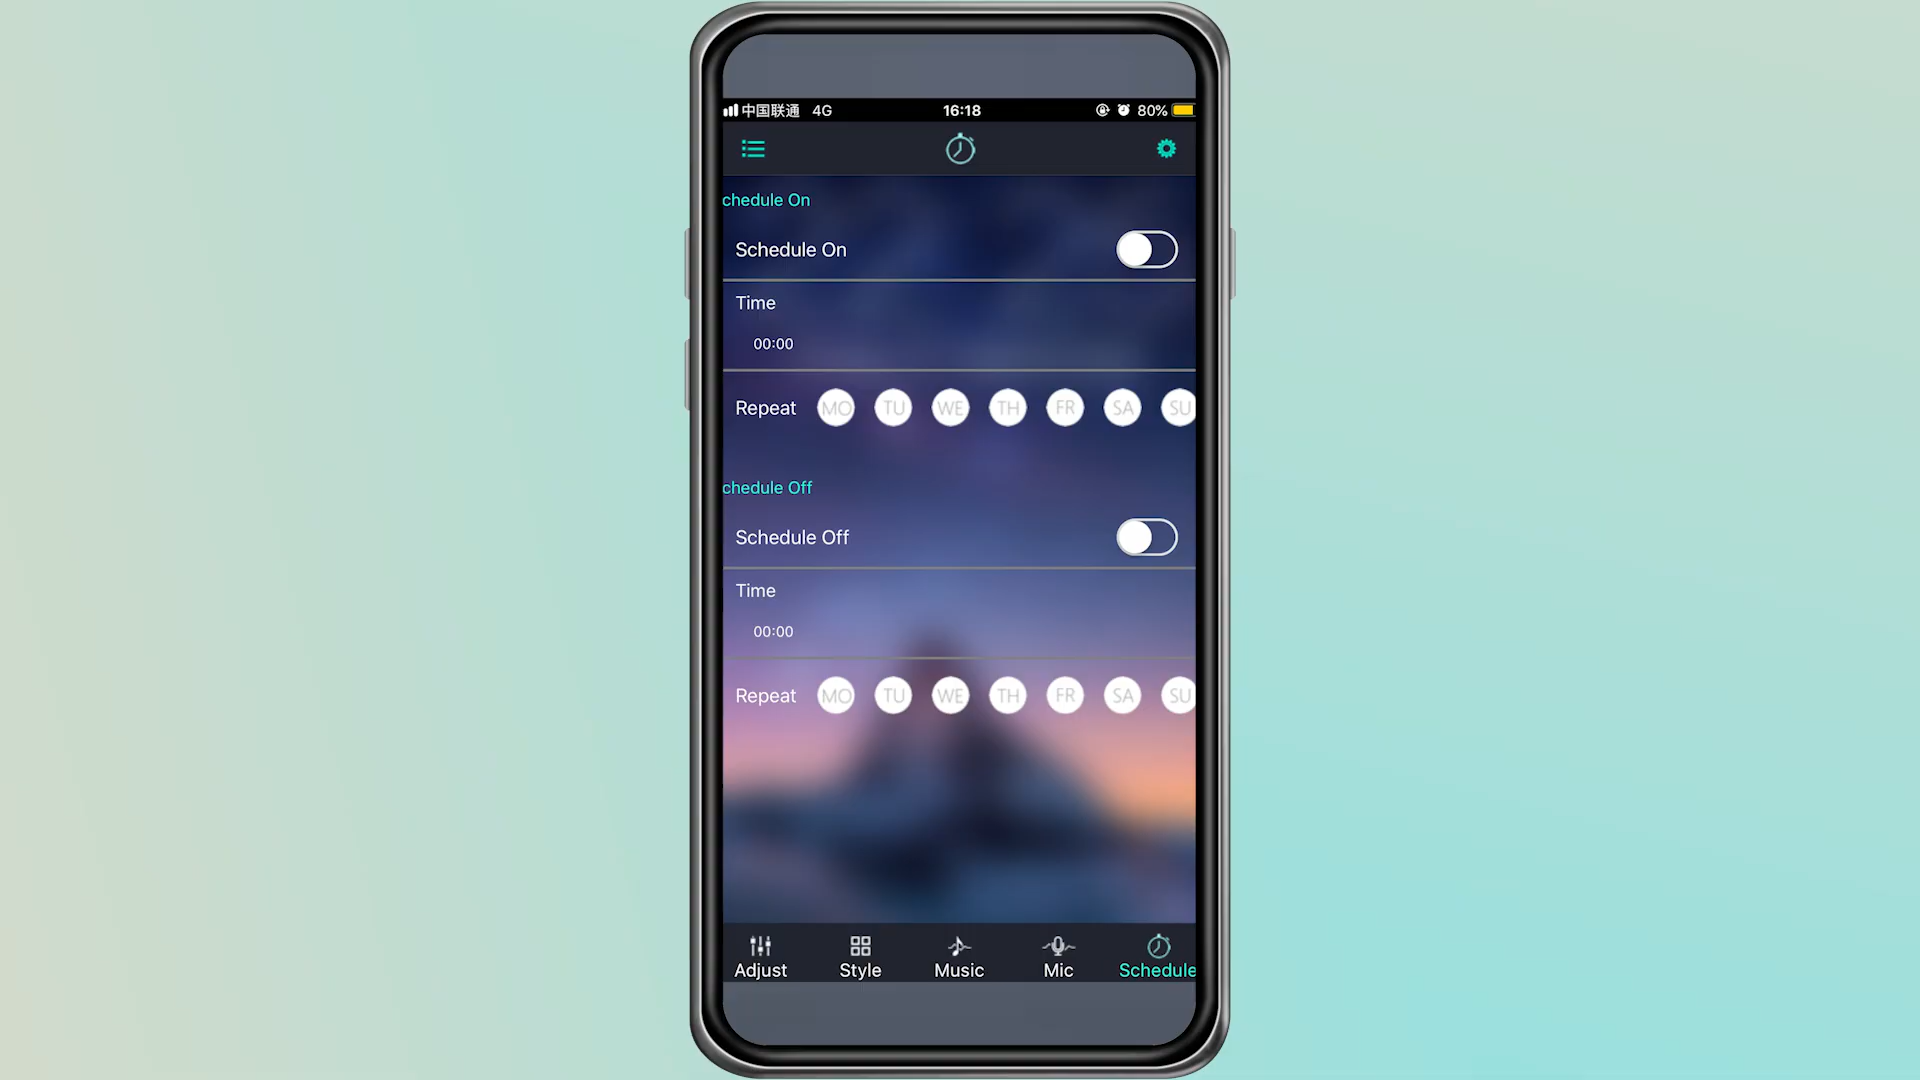 中国联通 4G 16:18 80%
chedule On
Schedule On
Time
00:00
Repeat MO TU WE TH FR SA SU
chedule Off
Schedule Off
Time
00:00
Repeat MO TU WE TH FR SA SU
Adjust Style Music Mic Schedule